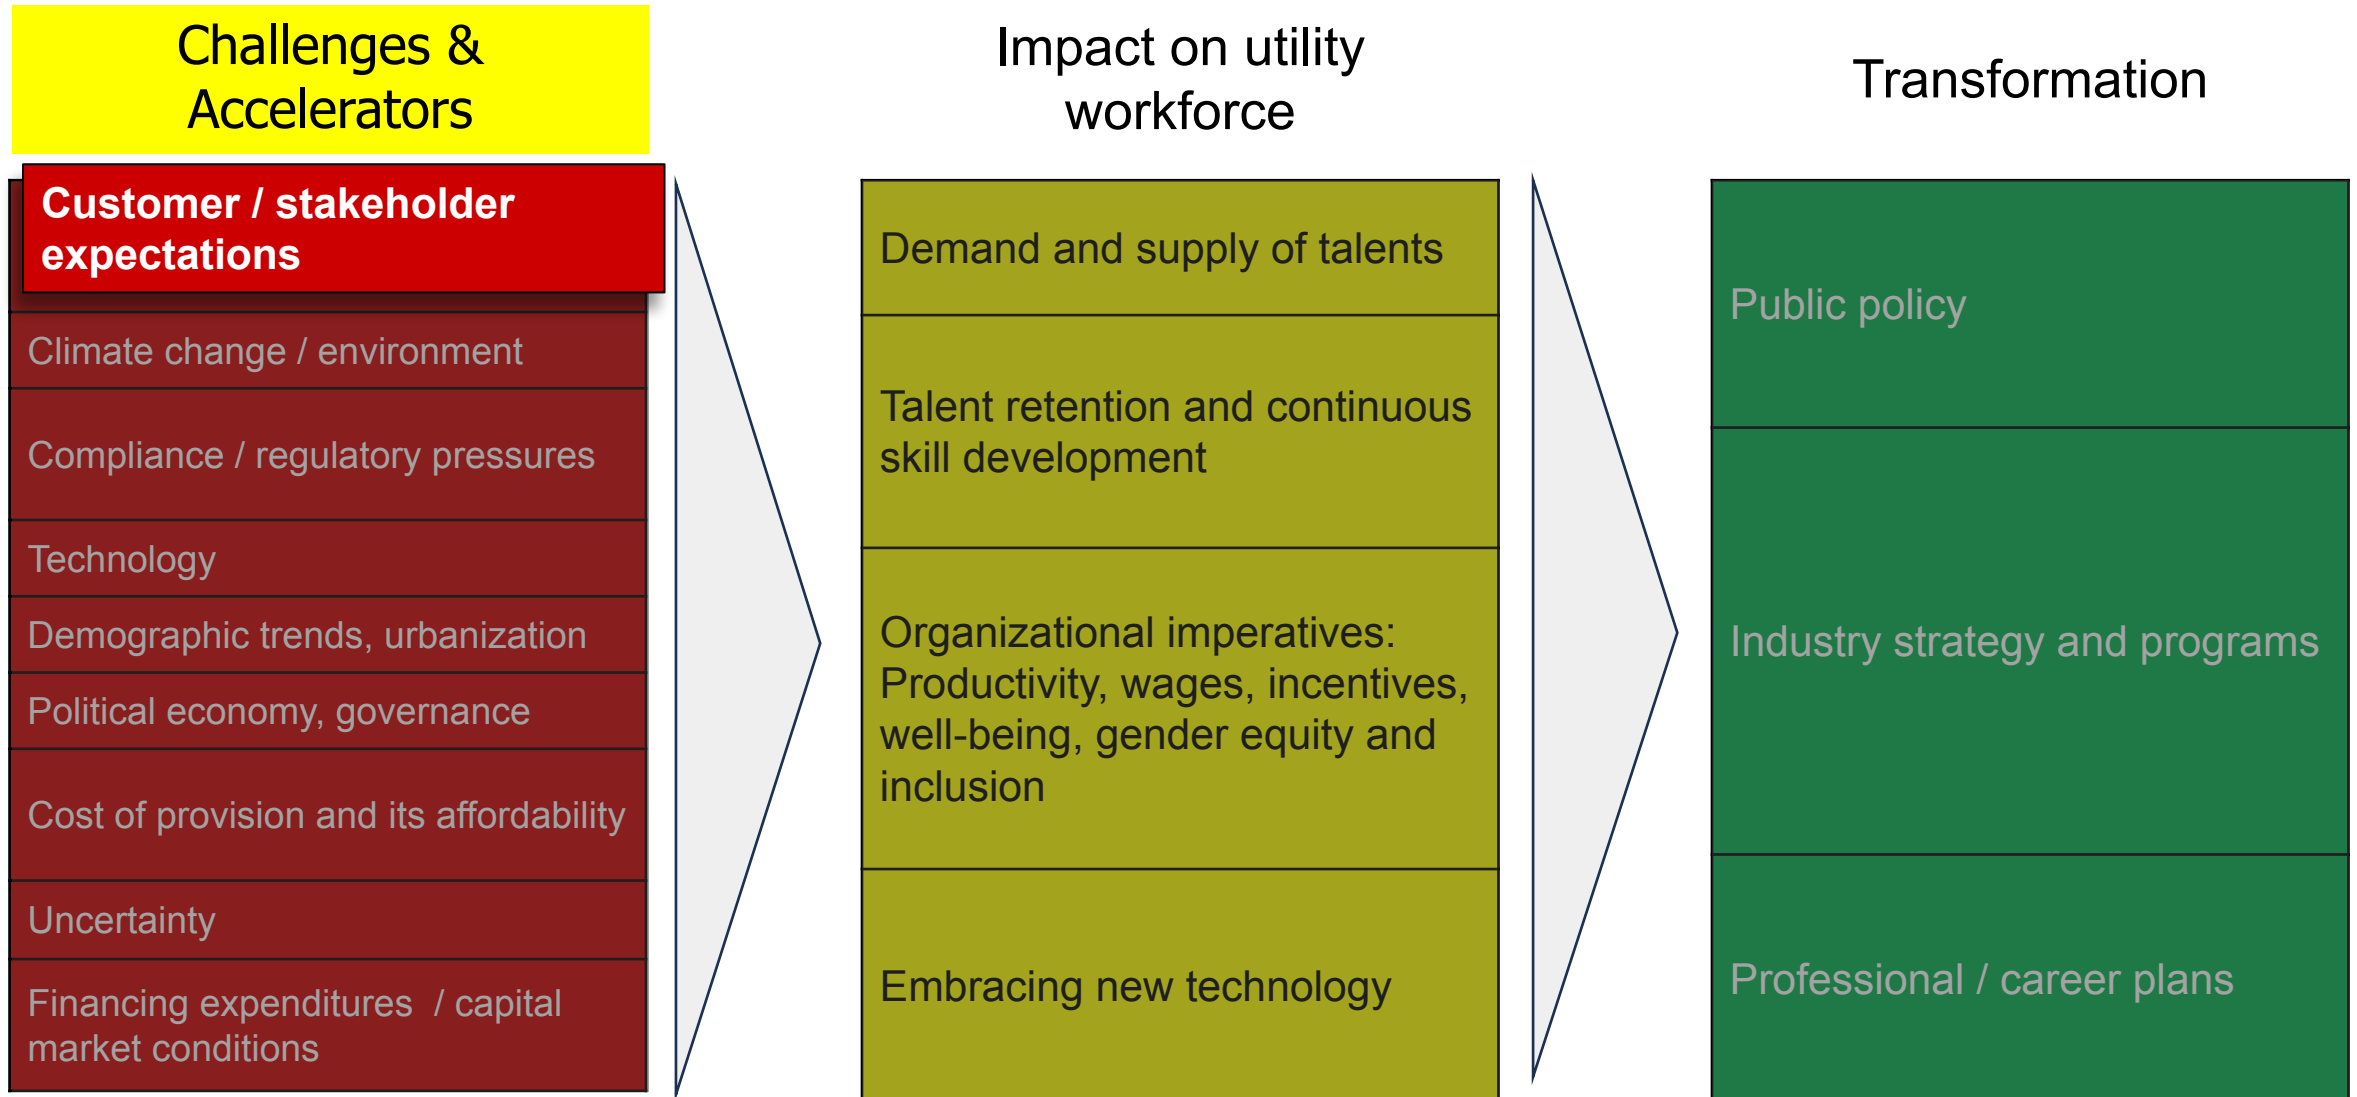 Challenges &
Accelerators
Customer / stakeholder
expectations
Climate change / environment
Compliance / regulatory pressures
Technology
Demographic trends, urbanization
Political economy, governance
Cost of provision and its affordability
Uncertainty
Financing expenditures  / capital
market conditions
Impact on utility
workforce
Demand and supply of talents
Talent retention and continuous
skill development
Organizational imperatives:
Productivity, wages, incentives,
well-being, gender equity and
inclusion
Embracing new technology
Transformation
Public policy
Industry strategy and programs
Professional / career plans